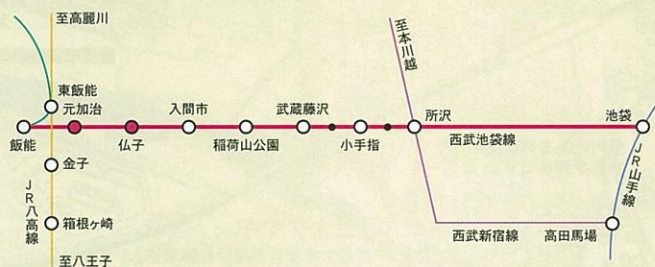 至高麗川
至本川越
東飯能
元加治
入間市
武蔵藤沢
所沢
池袋
飯能
仏子
稲荷山公園
小手指
西武池袋線
JR山手線
金子
JR八高線
箱根ヶ崎
西武新宿線
高田馬場
至八王子